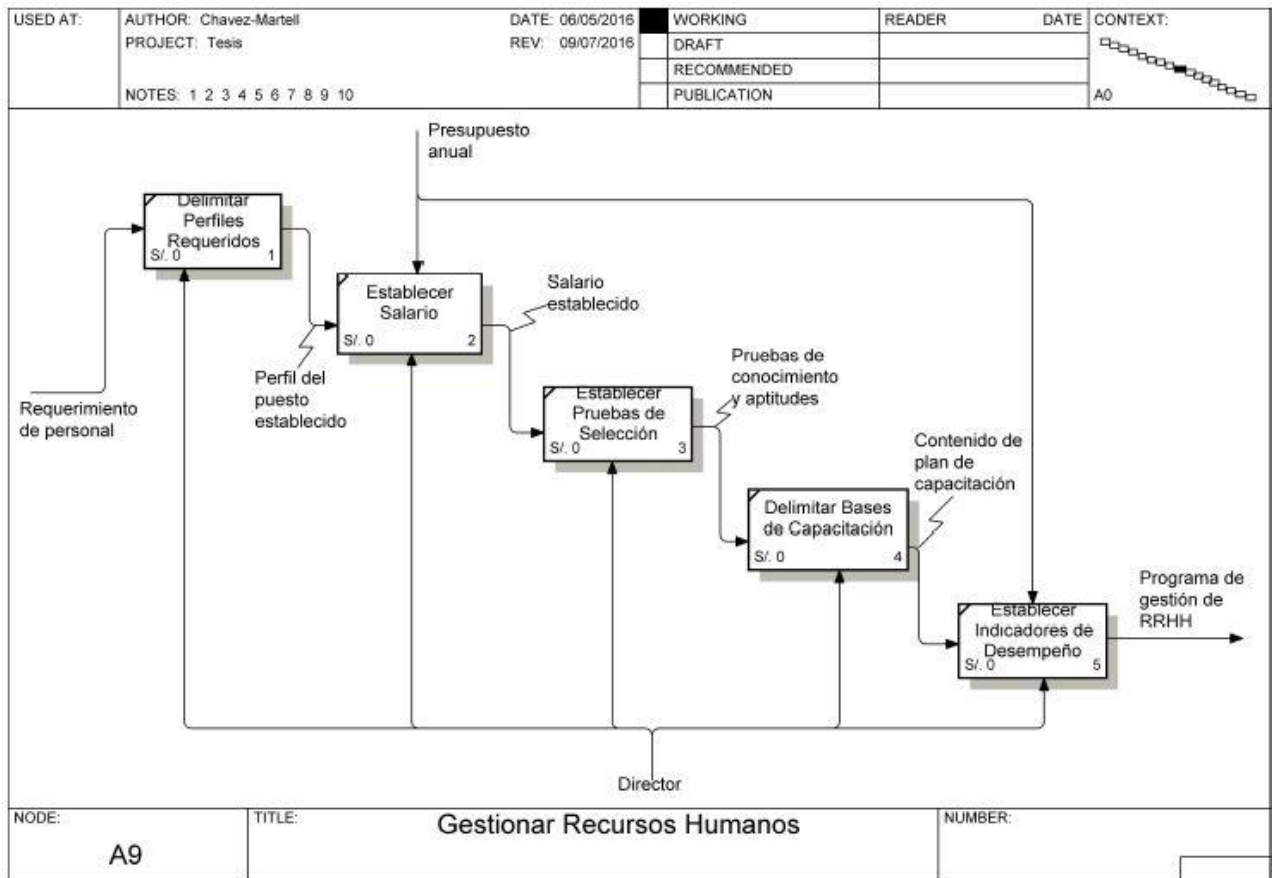 USED AT:
AUTHOR: Chavez-Martell
DATE: 06/05/2016
WORKING
READER
DATE
CONTEXT:
PROJECT: Tesis
REV: 09/07/2016
DRAFT
RECOMMENDED
NOTES: 1 2 3 4 5 6 7 8 9 10
PUBLICATION
A0
Presupuesto
anual
Delimitar
Perfiles
Requeridos
S/. 0
1
Establecer
Salario
S/. 0
2
Salario
establecido
Perfil del
puesto
establecido
Requerimiento
de personal
Pruebas de
conocimiento
y aptitudes
Establecer
Pruebas de
Selección
S/. 0
3
Contenido de
plan de
capacitación
Delimitar Bases
de Capacitación
S/. 0
4
Programa de
gestión de
RRHH
Establecer
Indicadores de
Desempeño
S/. 0
5
Director
NODE:
A9
TITLE:
Gestionar Recursos Humanos
NUMBER: